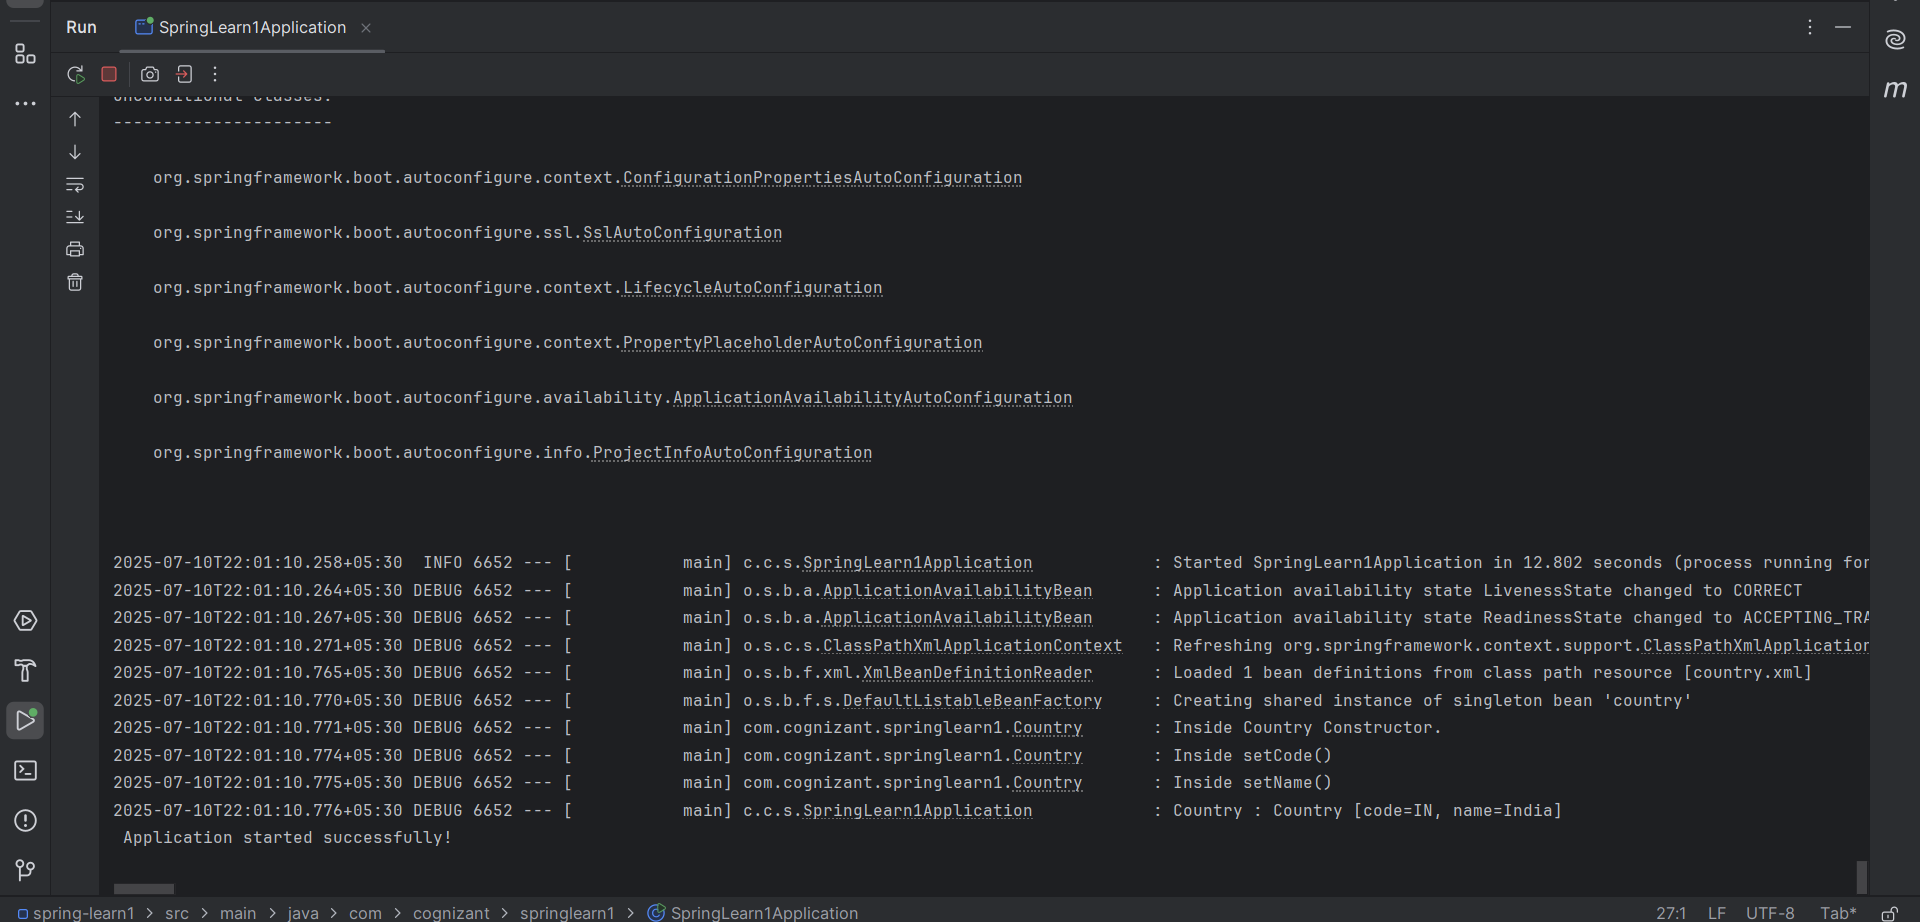 Run SpringLearn1Application
Unconditional classes:
----------------------
org.springframework.boot.autoconfigure.context.ConfigurationPropertiesAutoConfiguration
org.springframework.boot.autoconfigure.ssl.SslAutoConfiguration
org.springframework.boot.autoconfigure.context.LifecycleAutoConfiguration
org.springframework.boot.autoconfigure.context.PropertyPlaceholderAutoConfiguration
org.springframework.boot.autoconfigure.availability.ApplicationAvailabilityAutoConfiguration
org.springframework.boot.autoconfigure.info.ProjectInfoAutoConfiguration
2025-07-10T22:01:10.258+05:30  INFO 6652 --- [           main] c.c.s.SpringLearn1Application            : Started SpringLearn1Application in 12.802 seconds (process running for
2025-07-10T22:01:10.264+05:30 DEBUG 6652 --- [           main] o.s.b.a.ApplicationAvailabilityBean      : Application availability state LivenessState changed to CORRECT
2025-07-10T22:01:10.267+05:30 DEBUG 6652 --- [           main] o.s.b.a.ApplicationAvailabilityBean      : Application availability state ReadinessState changed to ACCEPTING_TRA
2025-07-10T22:01:10.271+05:30 DEBUG 6652 --- [           main] o.s.c.s.ClassPathXmlApplicationContext   : Refreshing org.springframework.context.support.ClassPathXmlApplication
2025-07-10T22:01:10.765+05:30 DEBUG 6652 --- [           main] o.s.b.f.xml.XmlBeanDefinitionReader      : Loaded 1 bean definitions from class path resource [country.xml]
2025-07-10T22:01:10.770+05:30 DEBUG 6652 --- [           main] o.s.b.f.s.DefaultListableBeanFactory     : Creating shared instance of singleton bean 'country'
2025-07-10T22:01:10.771+05:30 DEBUG 6652 --- [           main] com.cognizant.springlearn1.Country       : Inside Country Constructor.
2025-07-10T22:01:10.774+05:30 DEBUG 6652 --- [           main] com.cognizant.springlearn1.Country       : Inside setCode()
2025-07-10T22:01:10.775+05:30 DEBUG 6652 --- [           main] com.cognizant.springlearn1.Country       : Inside setName()
2025-07-10T22:01:10.776+05:30 DEBUG 6652 --- [           main] c.c.s.SpringLearn1Application            : Country : Country [code=IN, name=India]
Application started successfully!
spring-learn1 > src > main > java > com > cognizant > springlearn1 > SpringLearn1Application 27:1 LF UTF-8 Tab*